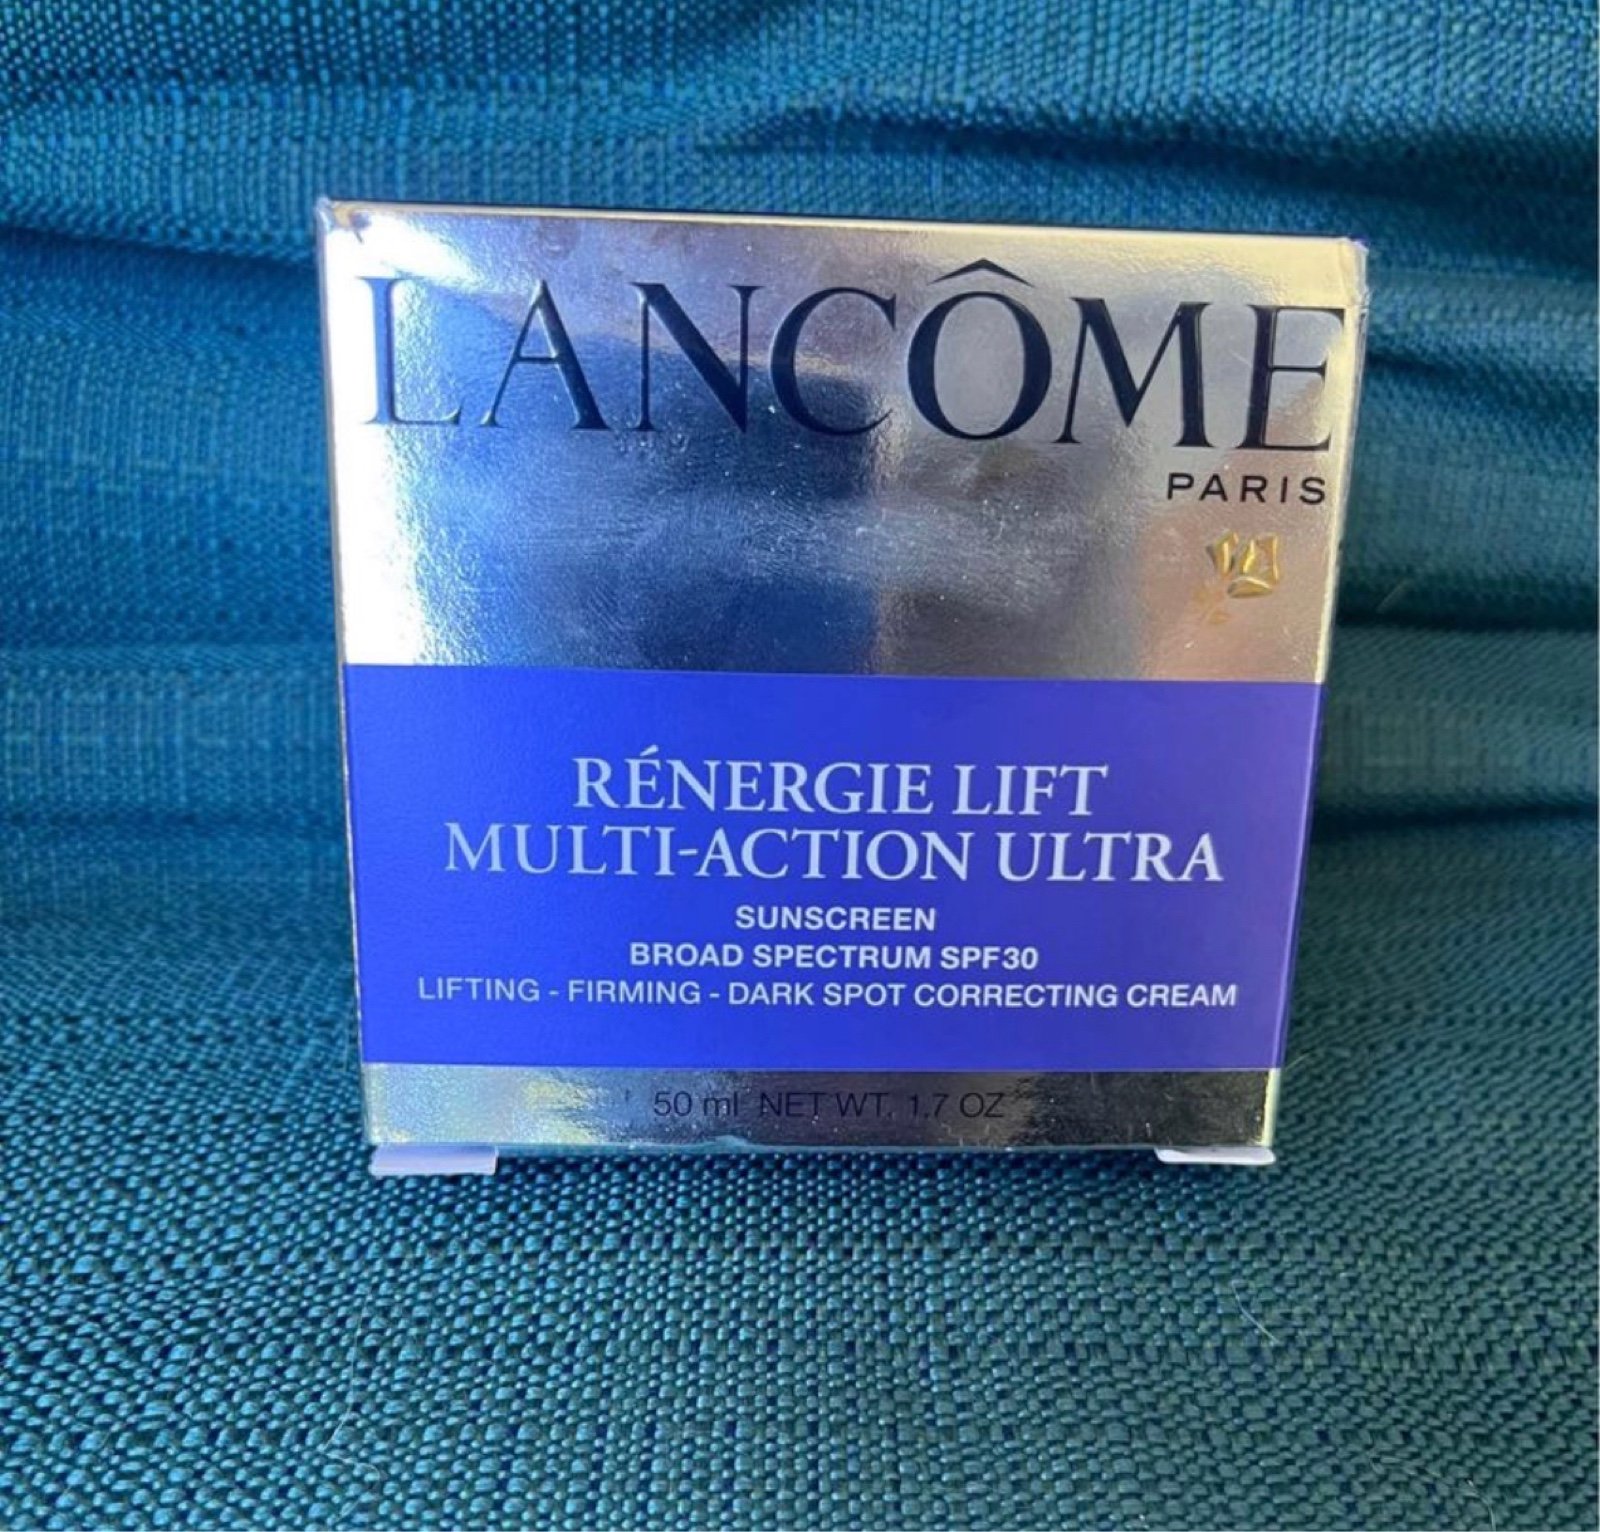 LANCÔME
PARIS
RÉNERGIE LIFT
MULTI-ACTION ULTRA
SUNSCREEN
BROAD SPECTRUM SPF30
LIFTING - FIRMING - DARK SPOT CORRECTING CREAM
50 ml NET WT. 1.7 OZ